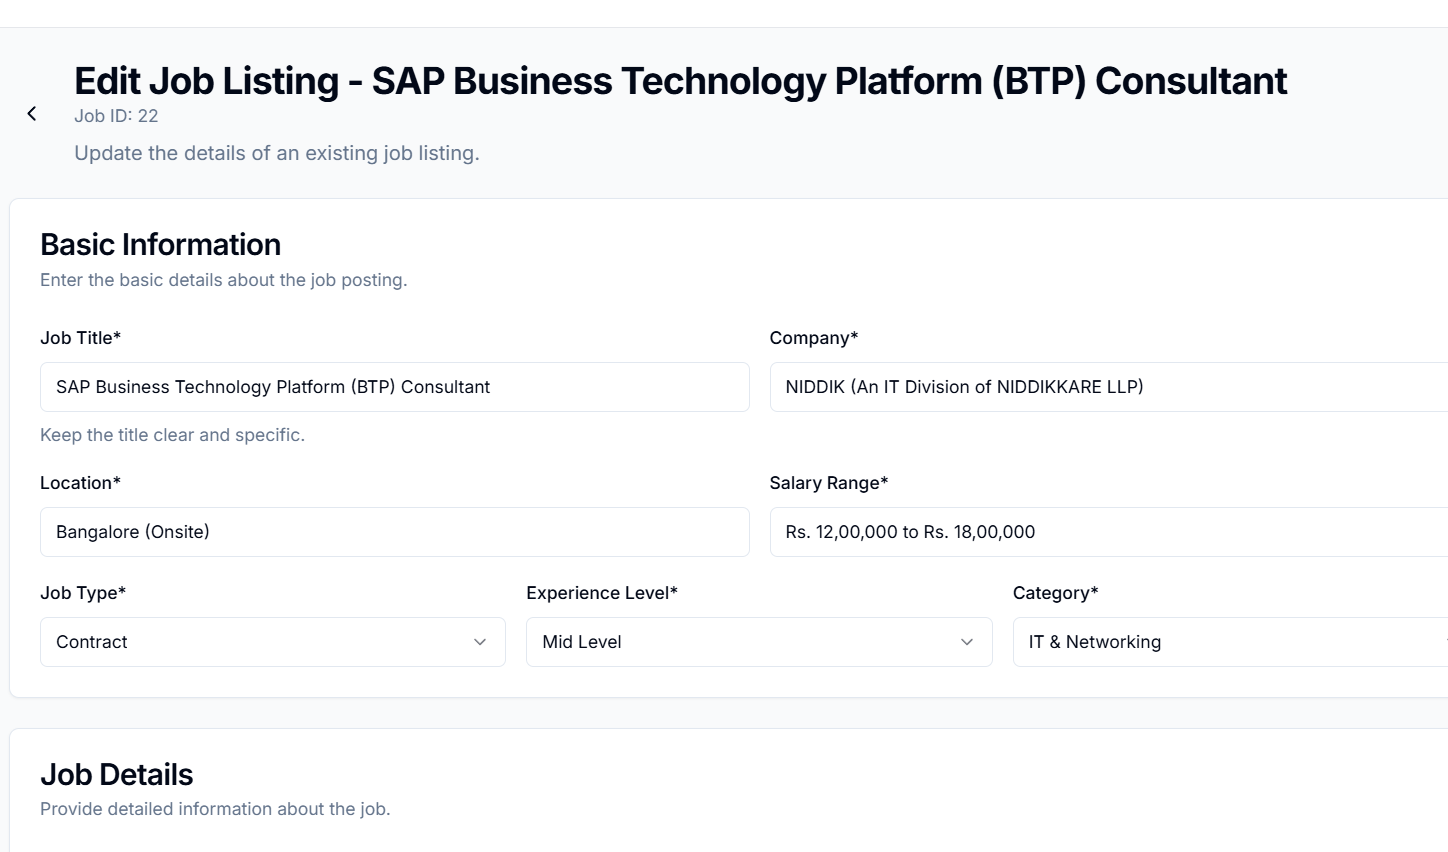 Edit Job Listing - SAP Business Technology Platform (BTP) Consultant
Job ID: 22
Update the details of an existing job listing.
Basic Information
Enter the basic details about the job posting.
Job Title*
Company*
SAP Business Technology Platform (BTP) Consultant
NIDDIK (An IT Division of NIDDIKKARE LLP)
Keep the title clear and specific.
Location*
Salary Range*
Bangalore (Onsite)
Rs. 12,00,000 to Rs. 18,00,000
Job Type*
Experience Level*
Category*
Contract
Mid Level
IT & Networking
Job Details
Provide detailed information about the job.